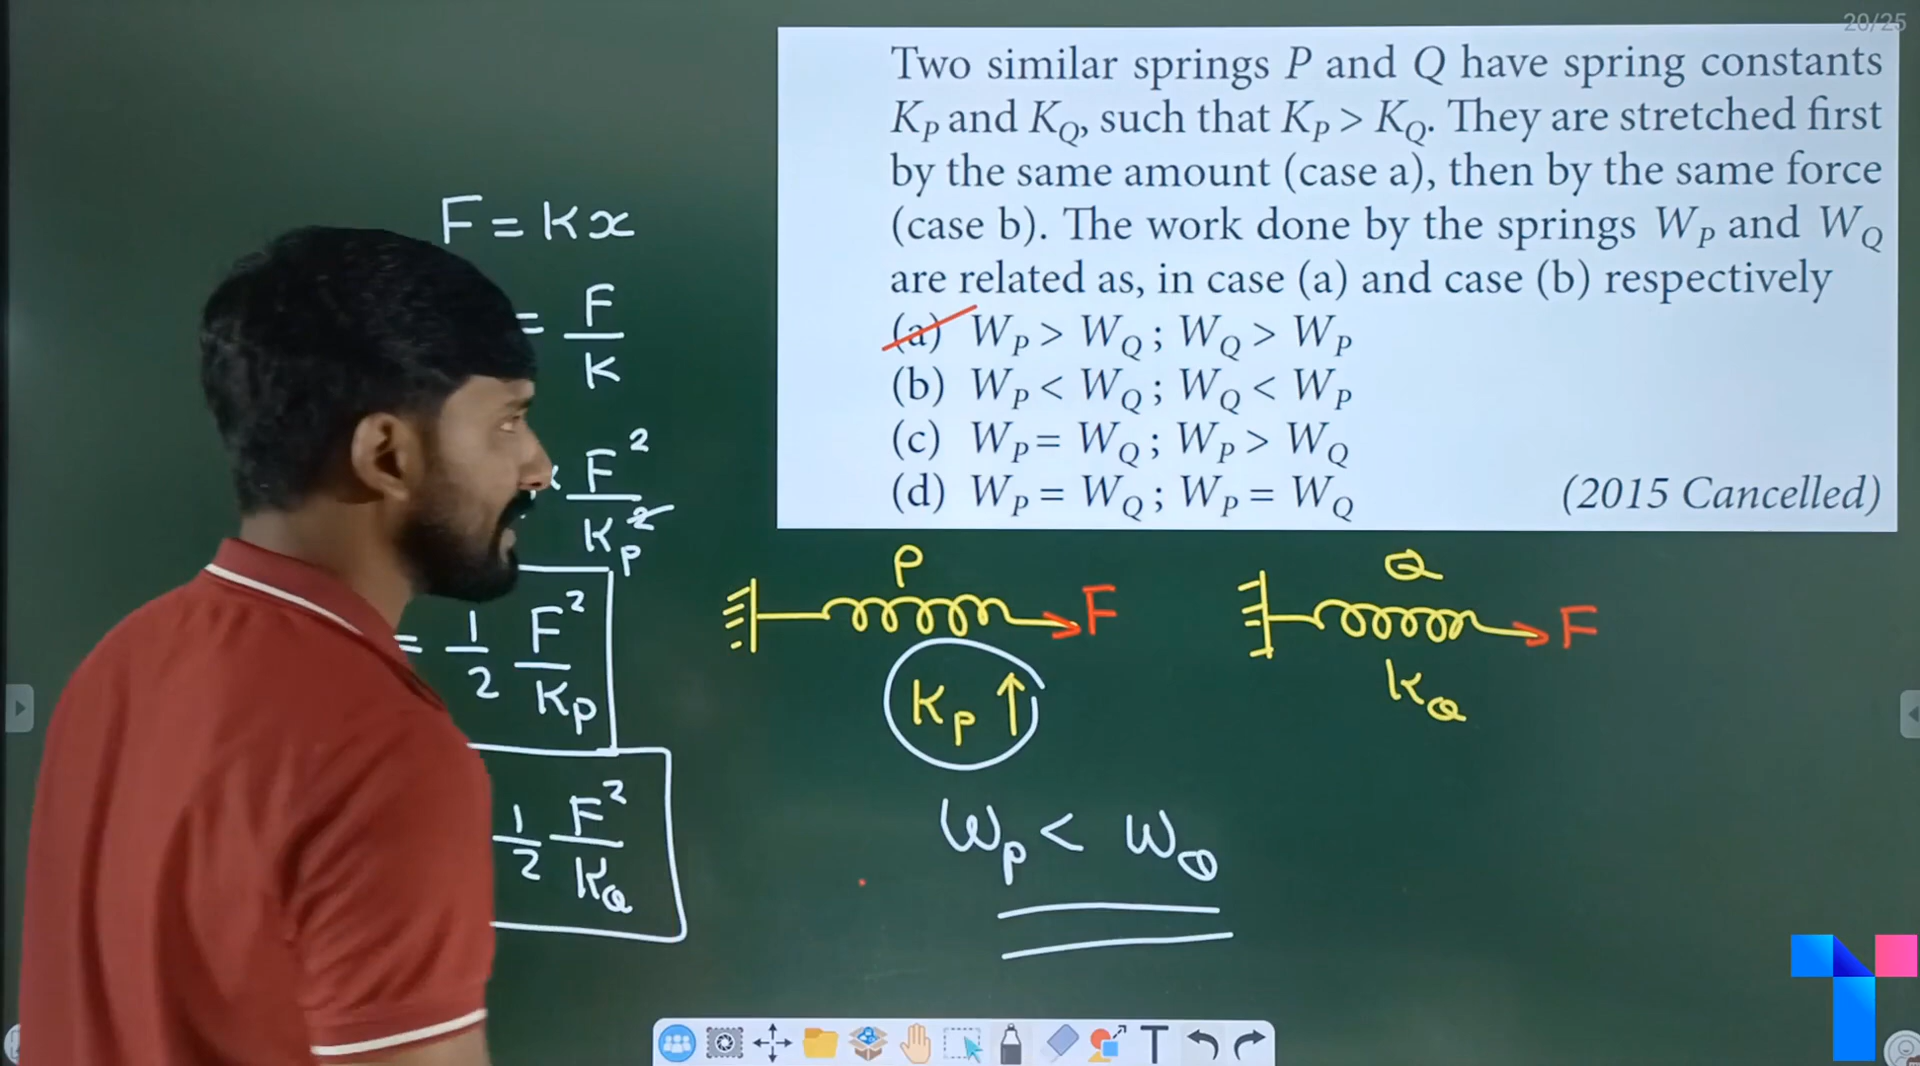 20/25
Two similar springs P and Q have spring constants
K_P and K_Q, such that K_P > K_Q. They are stretched first
by the same amount (case a), then by the same force
(case b). The work done by the springs W_P and W_Q
are related as, in case (a) and case (b) respectively
(a) W_P > W_Q ; W_Q > W_P
(b) W_P < W_Q ; W_Q < W_P
(c) W_P = W_Q ; W_P > W_Q
(d) W_P = W_Q ; W_P = W_Q
(2015 Cancelled)
F = Kx
= F/K
F²/K_P²
= 1/2 F²/K_P
1/2 F²/K_Q
P
F
K_P ↑
Q
F
K_Q
W_P < W_Q
T